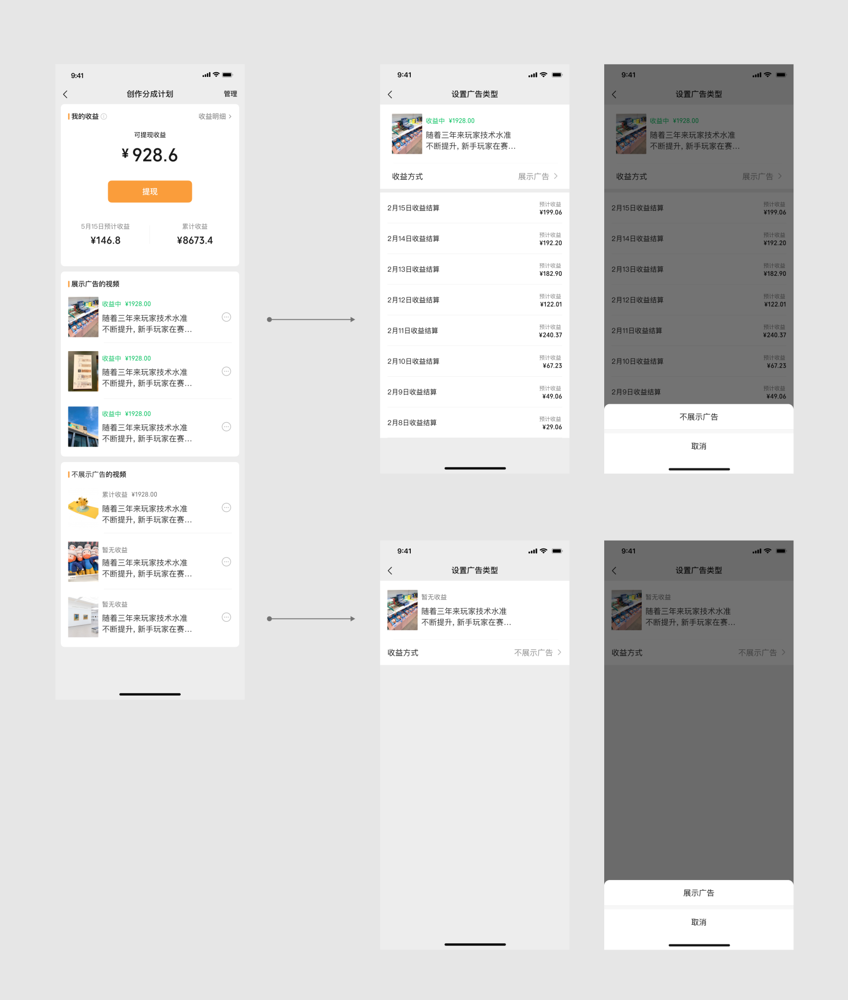 9:41
创作分成计划
管理
我的收益
收益明细
可提现收益
¥ 928.6
提现
5月15日预计收益
¥146.8
累计收益
¥8673.4
展示广告的视频
收益中 ¥1928.00
随着三年来玩家技术水准
不断提升, 新手玩家在赛...
收益中 ¥1928.00
随着三年来玩家技术水准
不断提升, 新手玩家在赛...
收益中 ¥1928.00
随着三年来玩家技术水准
不断提升, 新手玩家在赛...
不展示广告的视频
累计收益 ¥1928.00
随着三年来玩家技术水准
不断提升, 新手玩家在赛...
暂无收益
随着三年来玩家技术水准
不断提升, 新手玩家在赛...
暂无收益
随着三年来玩家技术水准
不断提升, 新手玩家在赛...
9:41
设置广告类型
收益中 ¥1928.00
随着三年来玩家技术水准
不断提升, 新手玩家在赛...
收益方式
展示广告
2月15日收益结算
预计收益
¥199.06
2月14日收益结算
预计收益
¥192.20
2月13日收益结算
预计收益
¥182.90
2月12日收益结算
预计收益
¥122.01
2月11日收益结算
预计收益
¥240.37
2月10日收益结算
预计收益
¥67.23
2月9日收益结算
预计收益
¥49.06
2月8日收益结算
预计收益
¥29.06
9:41
设置广告类型
收益中 ¥1928.00
随着三年来玩家技术水准
不断提升, 新手玩家在赛...
收益方式
展示广告
2月15日收益结算
预计收益
¥199.06
2月14日收益结算
预计收益
¥192.20
2月13日收益结算
预计收益
¥182.90
2月12日收益结算
预计收益
¥122.01
2月11日收益结算
预计收益
¥240.37
2月10日收益结算
预计收益
¥67.23
2月9日收益结算
预计收益
¥49.06
不展示广告
取消
9:41
设置广告类型
暂无收益
随着三年来玩家技术水准
不断提升, 新手玩家在赛...
收益方式
不展示广告
9:41
设置广告类型
暂无收益
随着三年来玩家技术水准
不断提升, 新手玩家在赛...
收益方式
不展示广告
展示广告
取消